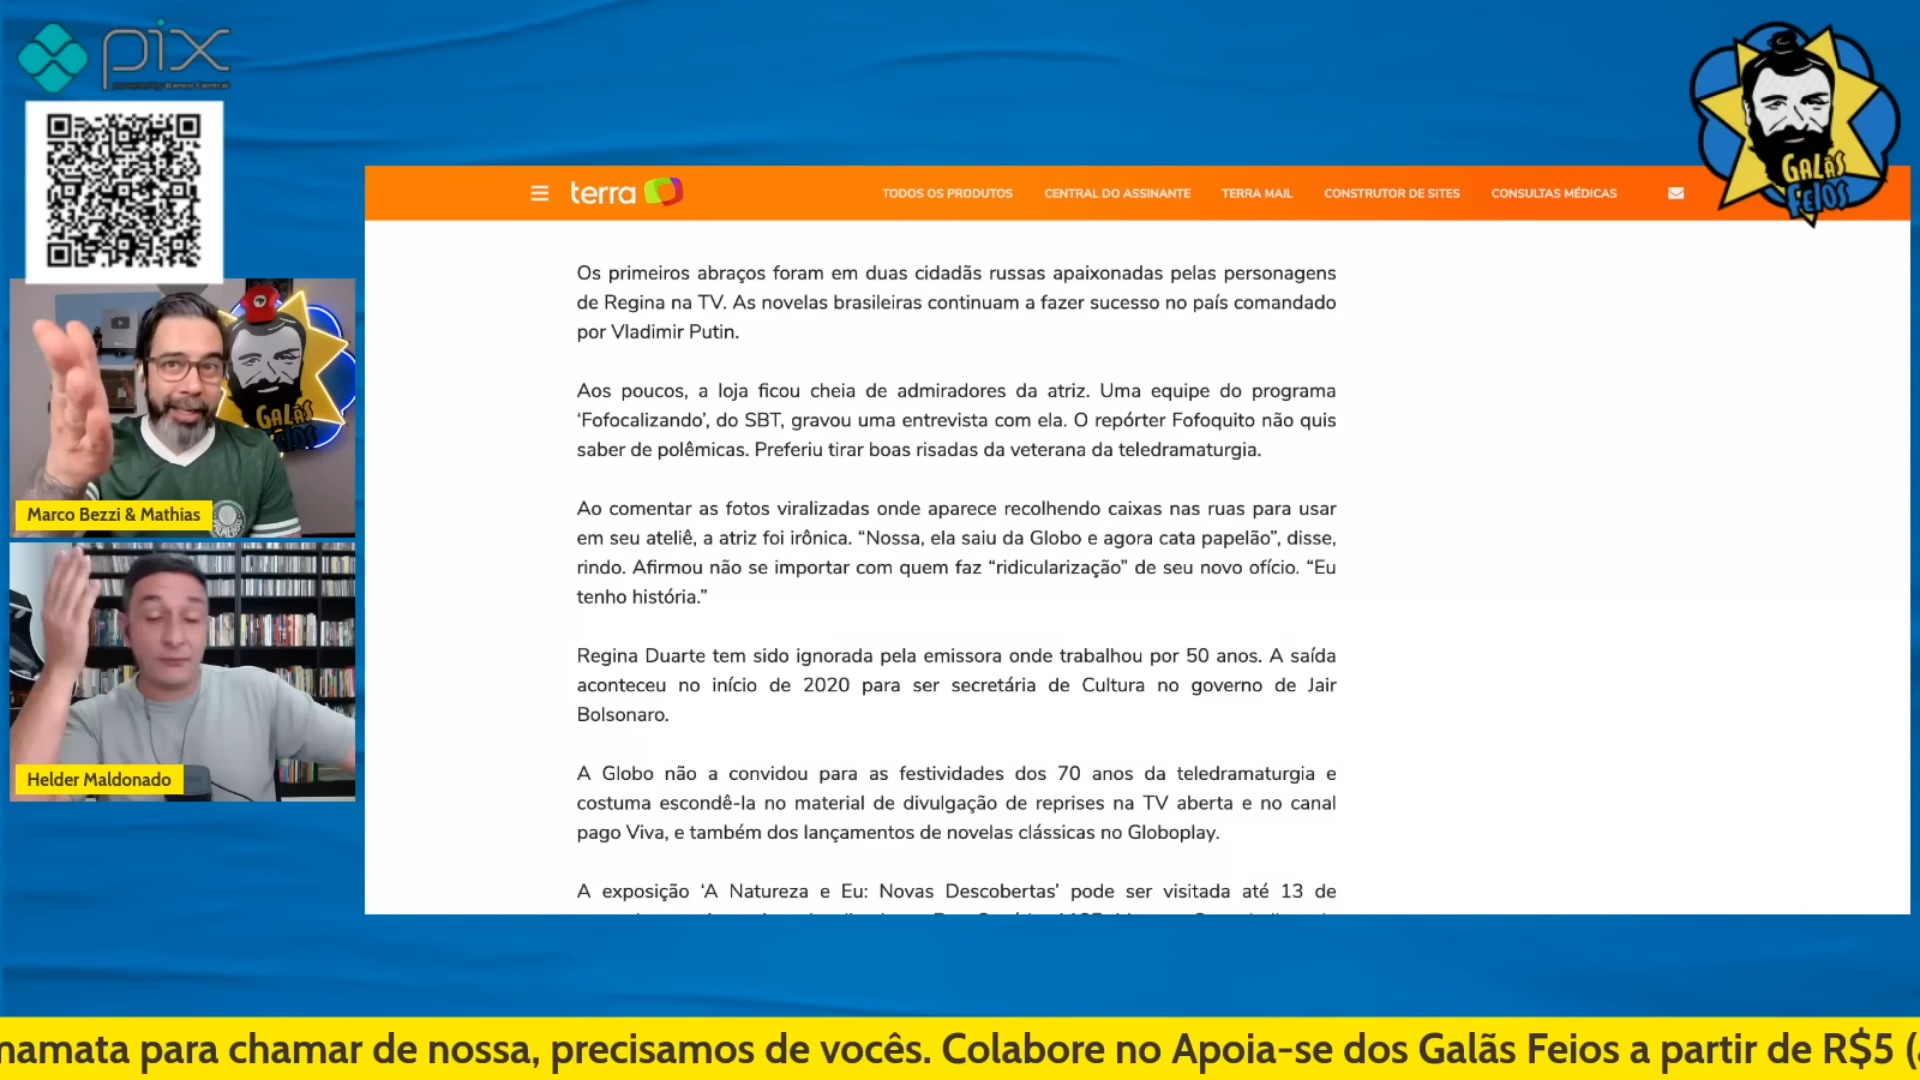 pix
powered by Banco Central
GALÃS
FEIOS
terra
TODOS OS PRODUTOS
CENTRAL DO ASSINANTE
TERRA MAIL
CONSTRUTOR DE SITES
CONSULTAS MÉDICAS
Os primeiros abraços foram em duas cidadãs russas apaixonadas pelas personagens
de Regina na TV. As novelas brasileiras continuam a fazer sucesso no país comandado
por Vladimir Putin.
Aos poucos, a loja ficou cheia de admiradores da atriz. Uma equipe do programa
‘Fofocalizando’, do SBT, gravou uma entrevista com ela. O repórter Fofoquito não quis
saber de polêmicas. Preferiu tirar boas risadas da veterana da teledramaturgia.
Ao comentar as fotos viralizadas onde aparece recolhendo caixas nas ruas para usar
em seu ateliê, a atriz foi irônica. “Nossa, ela saiu da Globo e agora cata papelão”, disse,
rindo. Afirmou não se importar com quem faz “ridicularização” de seu novo ofício. “Eu
tenho história.”
Regina Duarte tem sido ignorada pela emissora onde trabalhou por 50 anos. A saída
aconteceu no início de 2020 para ser secretária de Cultura no governo de Jair
Bolsonaro.
A Globo não a convidou para as festividades dos 70 anos da teledramaturgia e
costuma escondê-la no material de divulgação de reprises na TV aberta e no canal
pago Viva, e também dos lançamentos de novelas clássicas no Globoplay.
A exposição ‘A Natureza e Eu: Novas Descobertas’ pode ser visitada até 13 de
GALÃS
FEIOS
PALMEIRAS
Marco Bezzi & Mathias
Helder Maldonado
mamata para chamar de nossa, precisamos de vocês. Colabore no Apoia-se dos Galãs Feios a partir de R$5 (